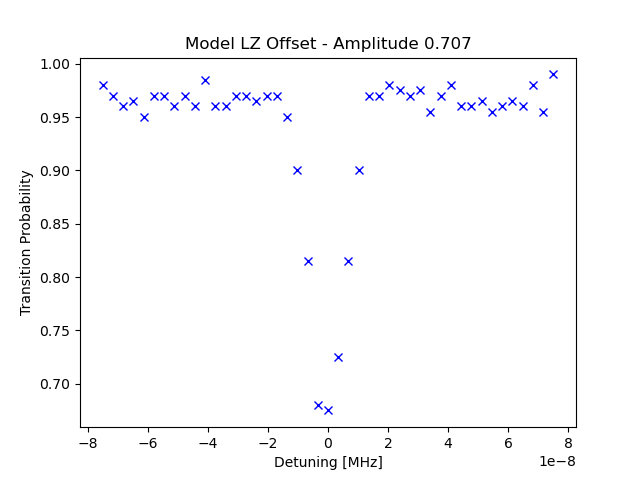 Model LZ Offset - Amplitude 0.707
Transition Probability
1.00
0.95
0.90
0.85
0.80
0.75
0.70
−8 −6 −4 −2 0 2 4 6 8
1e−8
Detuning [MHz]